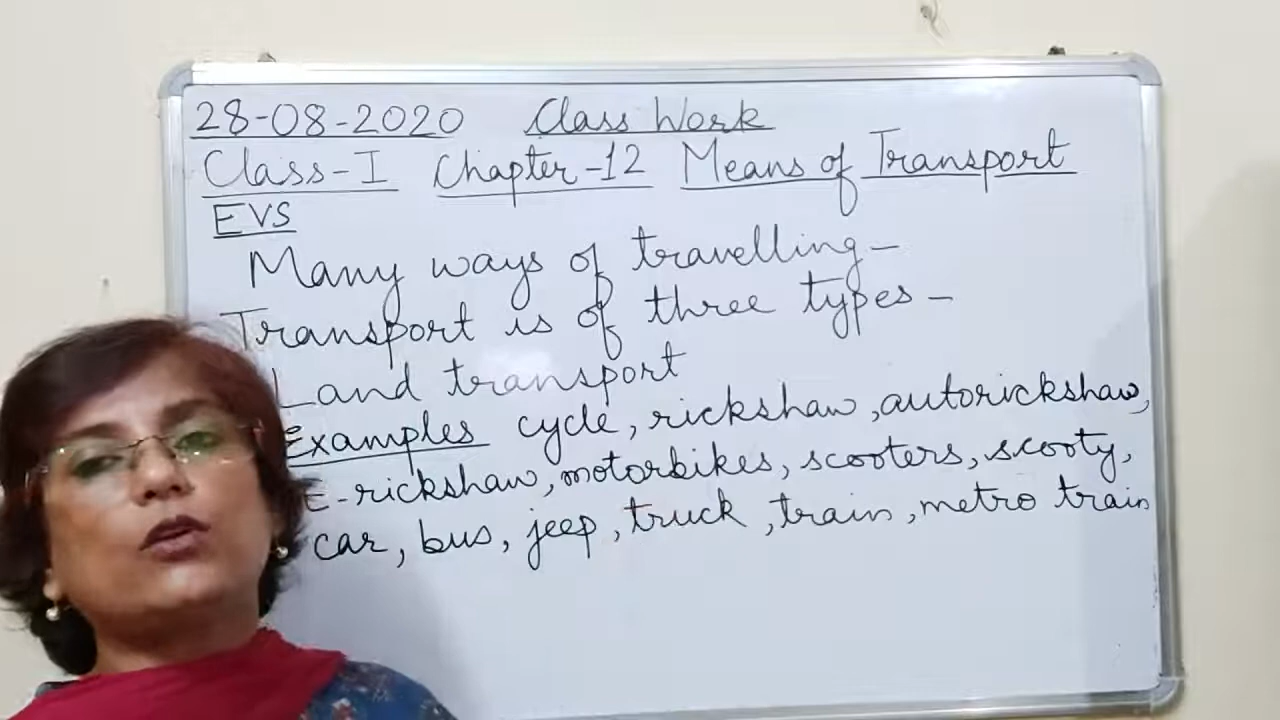 28-08-2020 Class Work
Class-I Chapter-12 Means of Transport
EVS
Many ways of travelling-
Transport is of three types-
Land transport
Examples cycle, rickshaw, autorickshaw,
E-rickshaw, motorbikes, scooters, scooty,
car, bus, jeep, truck, train, metro train